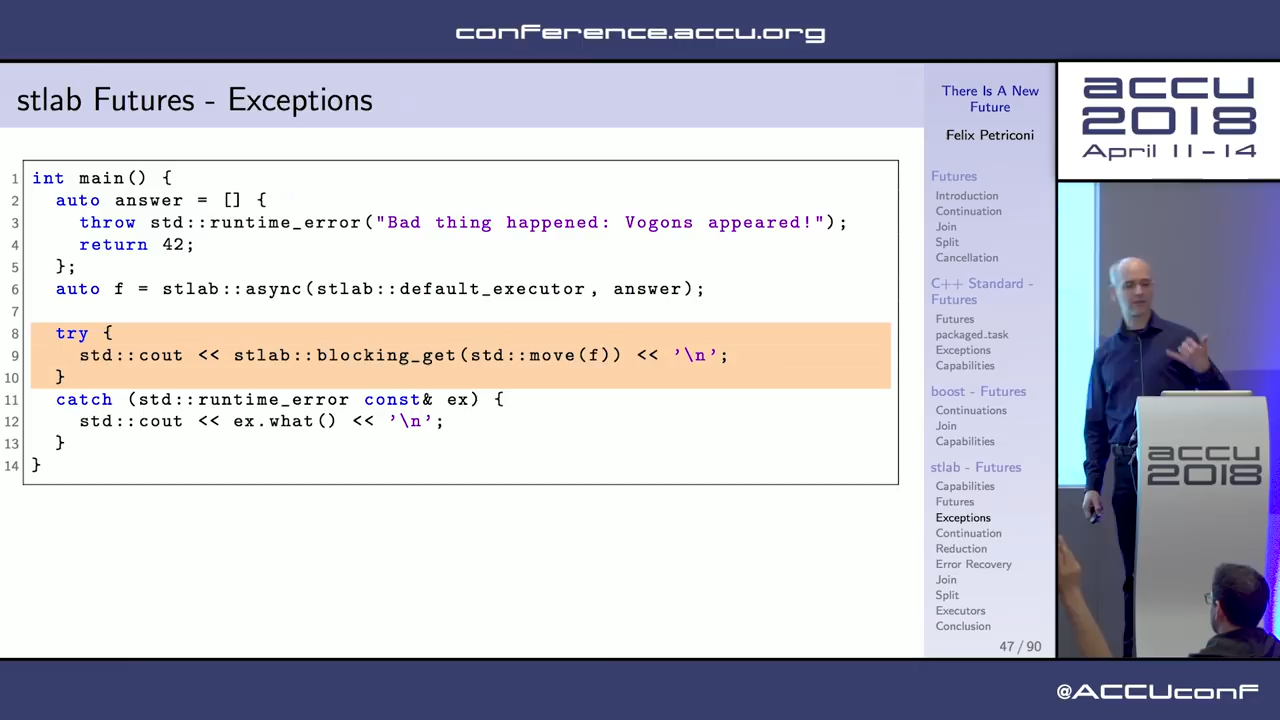 conference.accu.org
stlab Futures - Exceptions
1 int main() {
2 auto answer = [] {
3 throw std::runtime_error("Bad thing happened: Vogons appeared!");
4 return 42;
5 };
6 auto f = stlab::async(stlab::default_executor, answer);
7
8 try {
9 std::cout << stlab::blocking_get(std::move(f)) << '\n';
10 }
11 catch (std::runtime_error const& ex) {
12 std::cout << ex.what() << '\n';
13 }
14 }
There Is A New
Future
Felix Petriconi
Futures
Introduction
Continuation
Join
Split
Cancellation
C++ Standard -
Futures
Futures
packaged_task
Exceptions
Capabilities
boost - Futures
Continuations
Join
Capabilities
stlab - Futures
Capabilities
Futures
Exceptions
Continuation
Reduction
Error Recovery
Join
Split
Executors
Conclusion
47 / 90
accu
2018
April 11-14
accu
2018
@ACCUconf